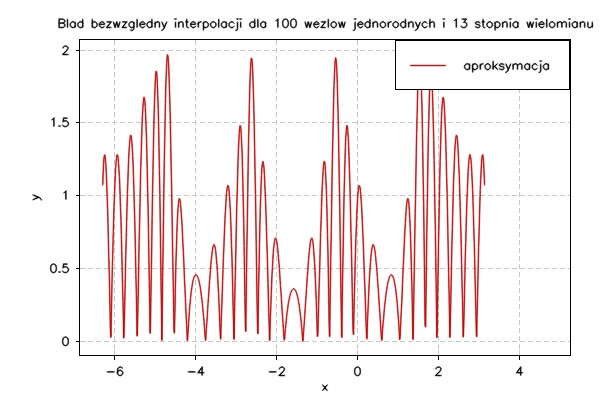 Blad bezwzgledny interpolacji dla 100 wezlow jednorodnych i 13 stopnia wielomianu
aproksymacja
2
1.5
1
0.5
0
y
−6 −4 −2 0 2 4
x